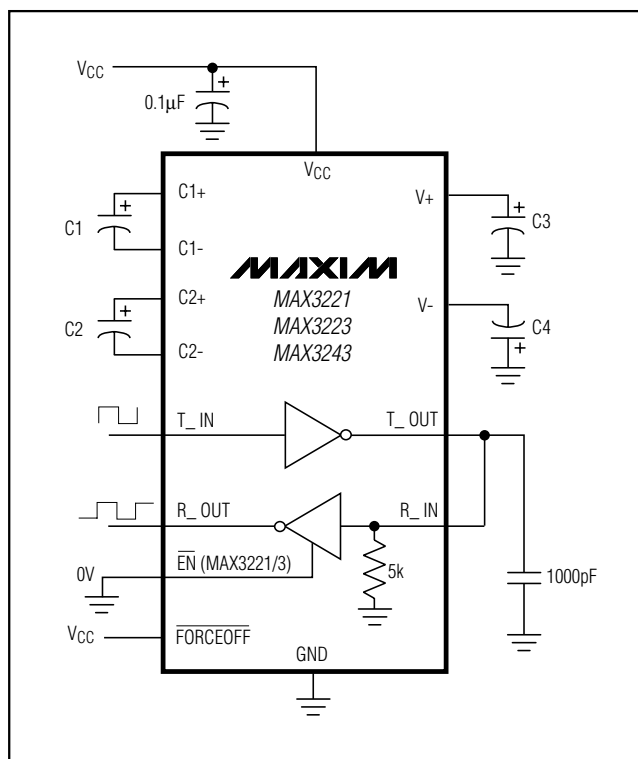 VCC
0.1µF
VCC
C1+
V+
C1
C3
C1-
MAXIM
C2+
MAX3221
V-
C2
MAX3223
C4
C2-
MAX3243
T_ IN
T_ OUT
R_ OUT
R_ IN
EN (MAX3221/3)
0V
5k
1000pF
VCC
FORCEOFF
GND